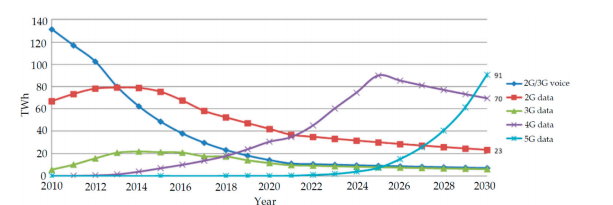 140
120
100
80
60
40
20
0
TWh
2010 2012 2014 2016 2018 2020 2022 2024 2026 2028 2030
Year
91
70
23
2G/3G voice
2G data
3G data
4G data
5G data